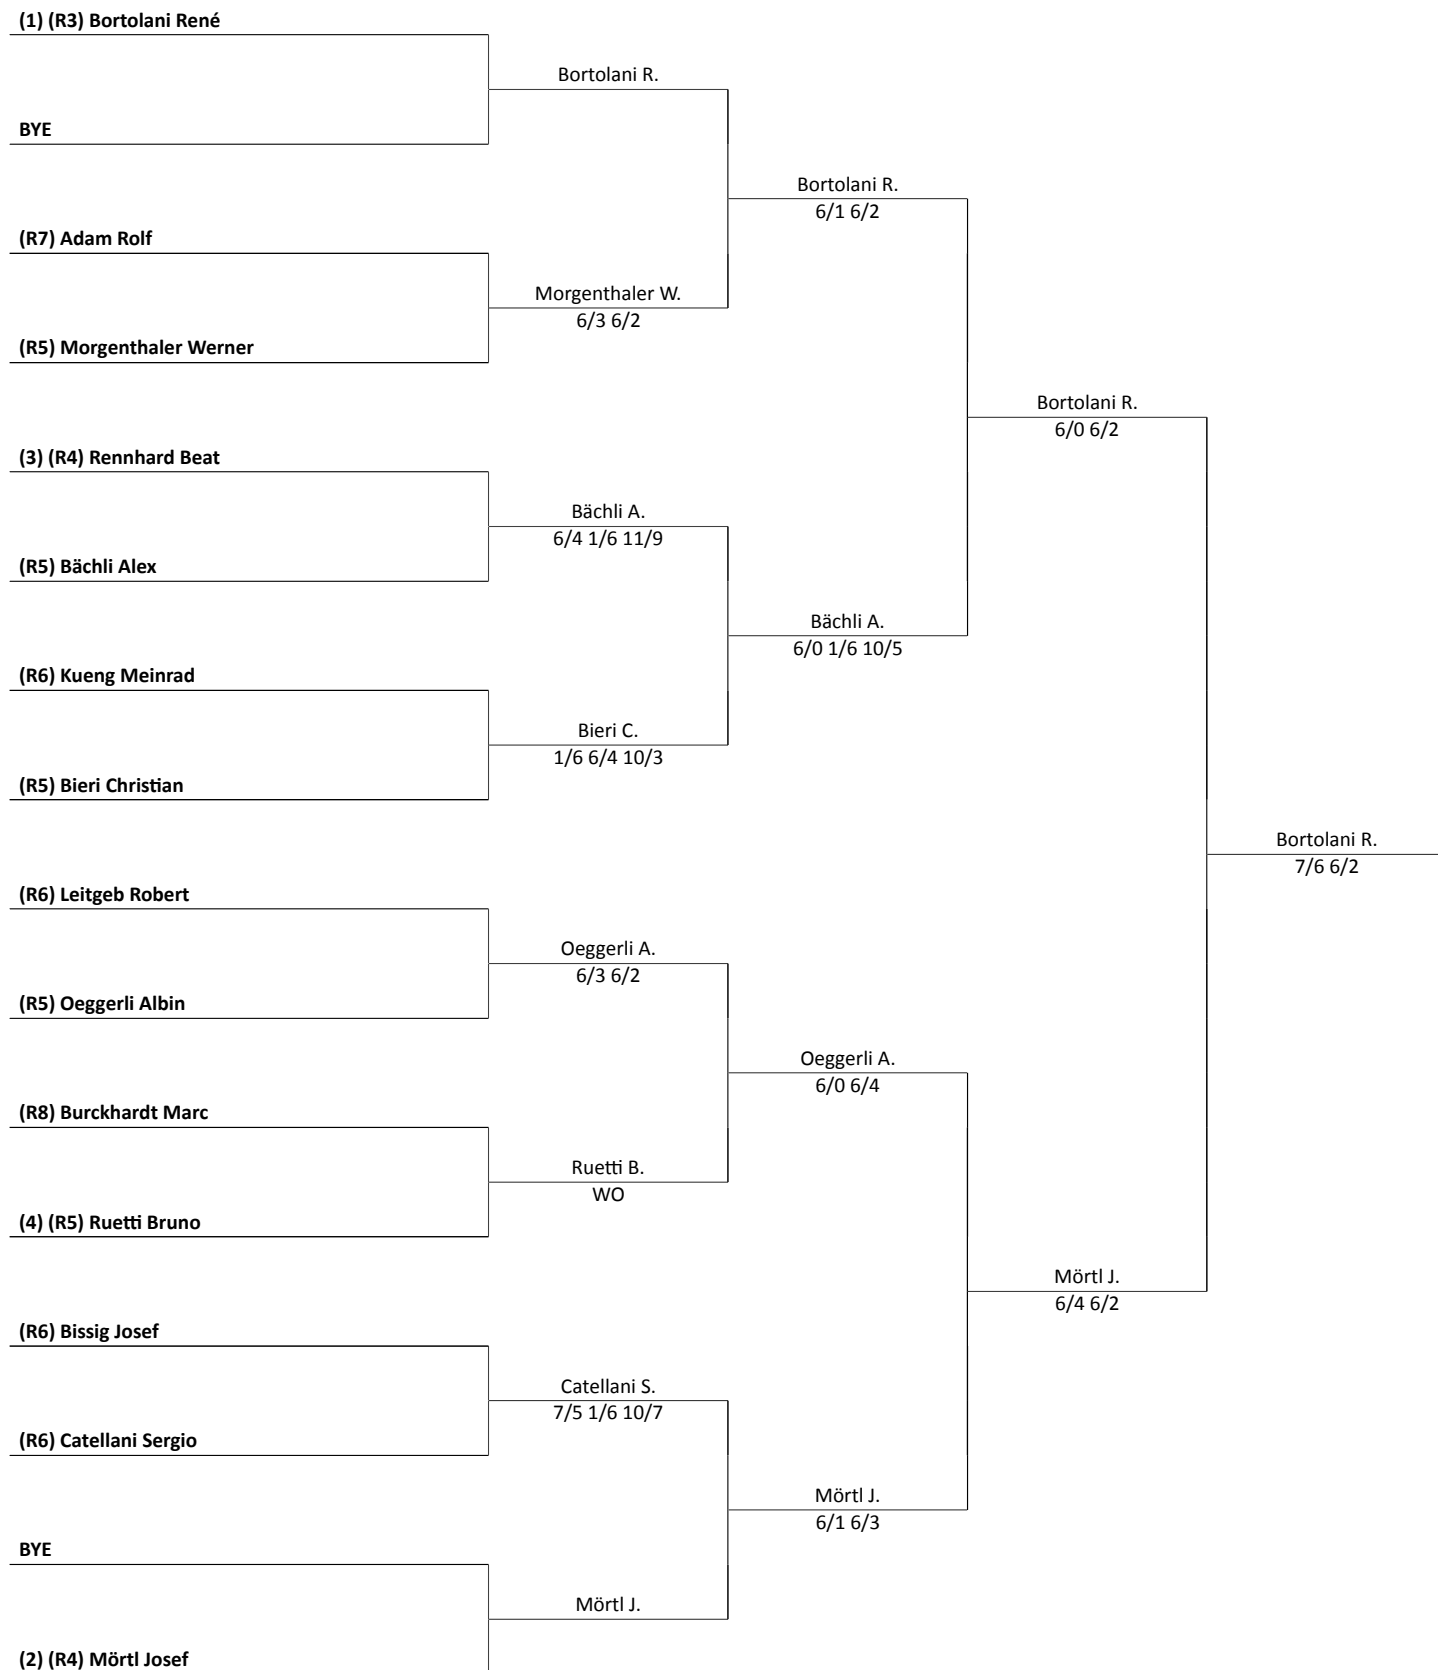 (1) (R3) Bortolani René
Bortolani R.
BYE
Bortolani R.
6/1 6/2
(R7) Adam Rolf
Morgenthaler W.
6/3 6/2
(R5) Morgenthaler Werner
Bortolani R.
6/0 6/2
(3) (R4) Rennhard Beat
Bächli A.
6/4 1/6 11/9
(R5) Bächli Alex
Bächli A.
6/0 1/6 10/5
(R6) Kueng Meinrad
Bieri C.
1/6 6/4 10/3
(R5) Bieri Christian
Bortolani R.
7/6 6/2
(R6) Leitgeb Robert
Oeggerli A.
6/3 6/2
(R5) Oeggerli Albin
Oeggerli A.
6/0 6/4
(R8) Burckhardt Marc
Ruetti B.
WO
(4) (R5) Ruetti Bruno
Mörtl J.
6/4 6/2
(R6) Bissig Josef
Catellani S.
7/5 1/6 10/7
(R6) Catellani Sergio
Mörtl J.
6/1 6/3
BYE
Mörtl J.
(2) (R4) Mörtl Josef